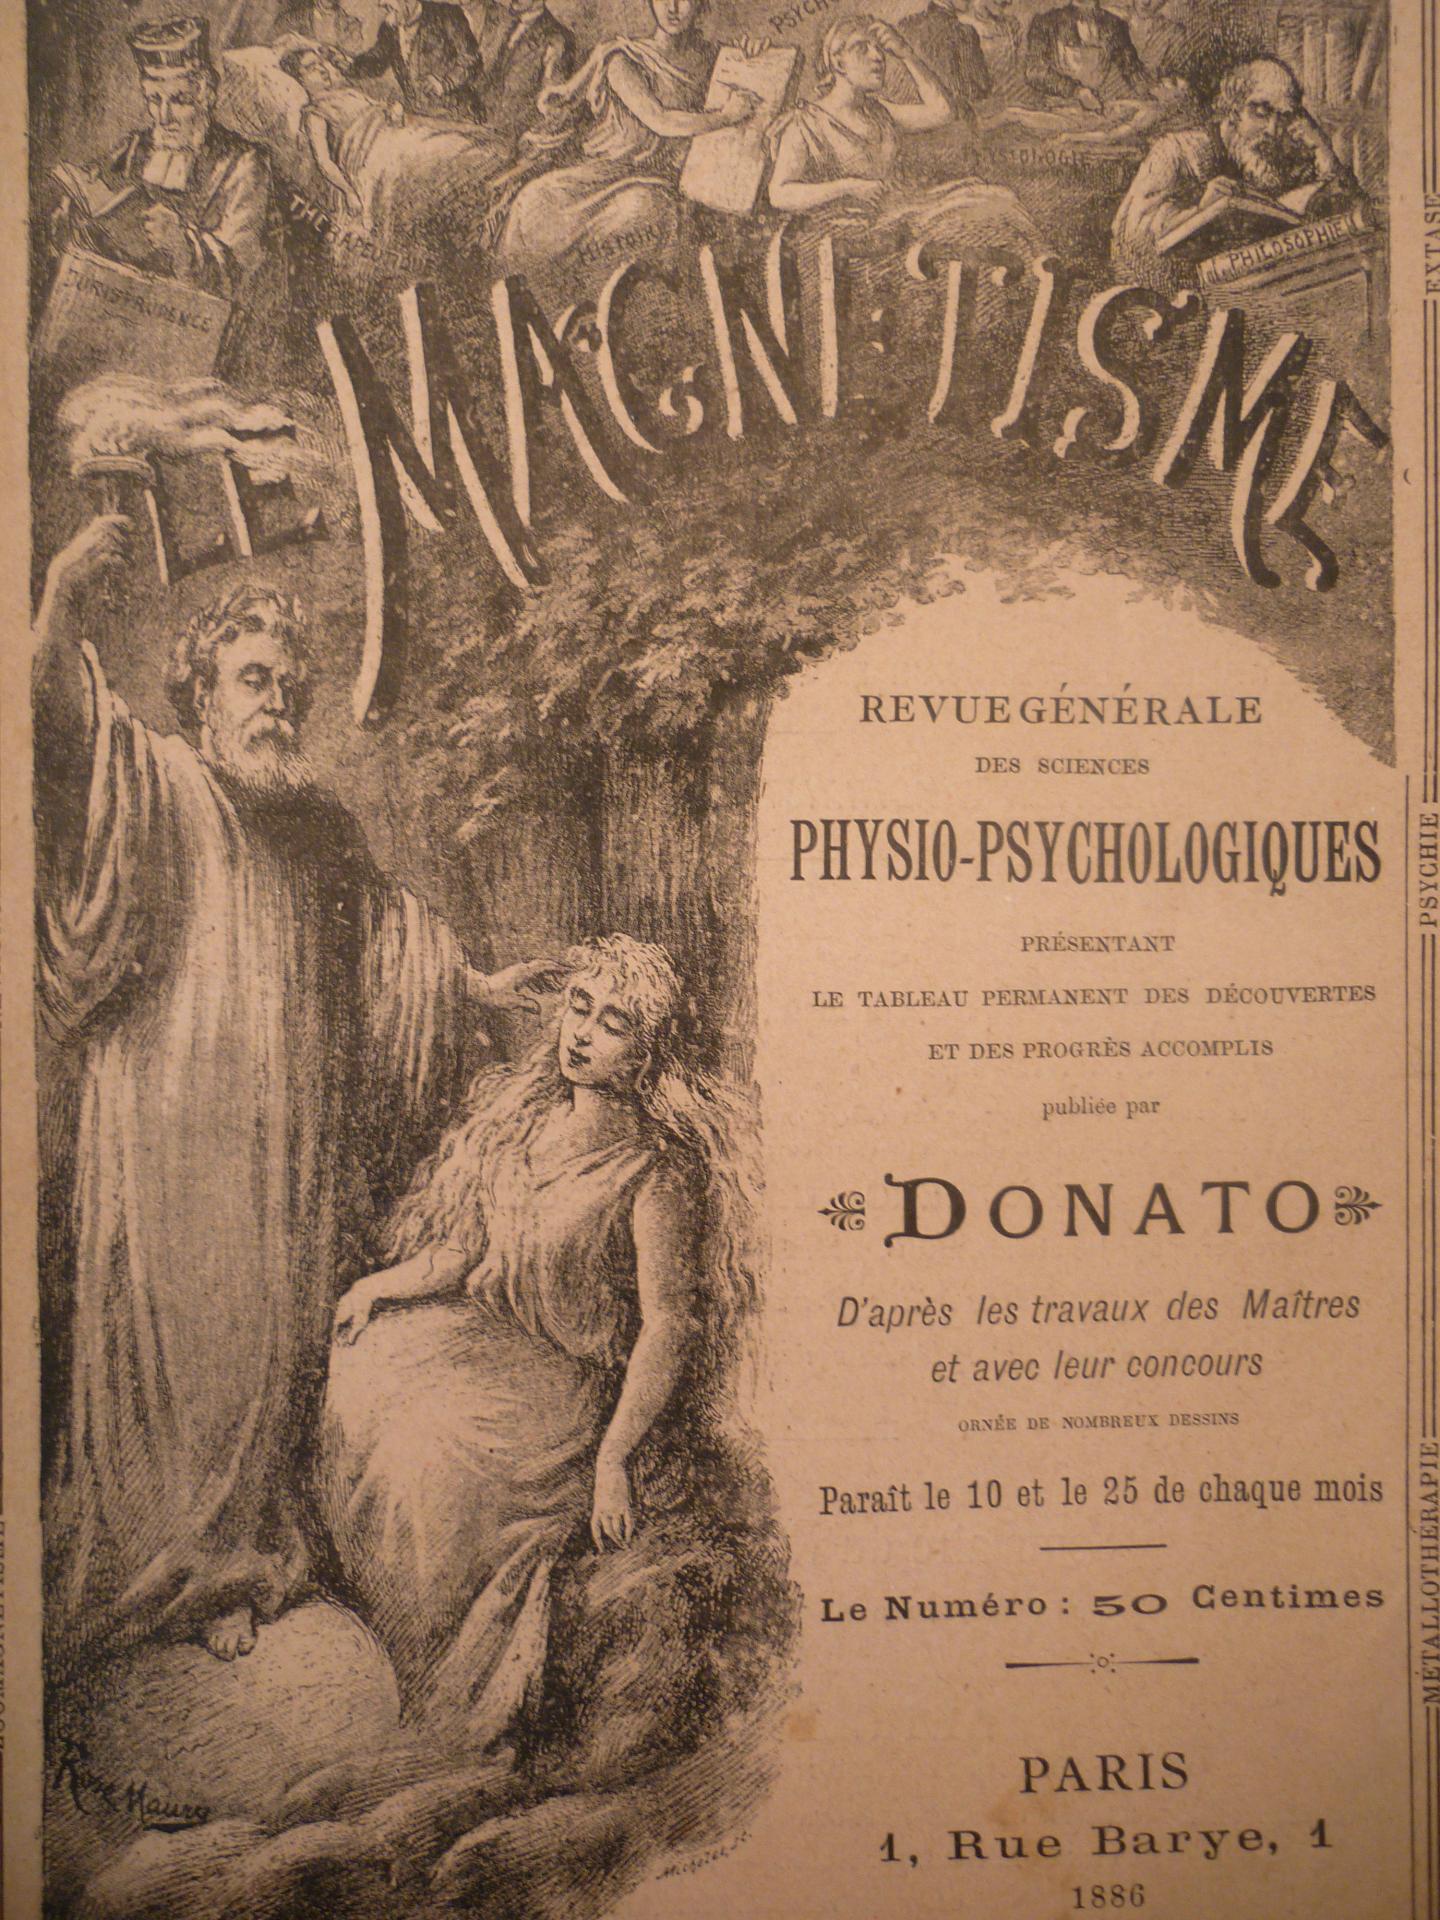 THÉRAPEUTIQUE
HISTOIRE
PHYSIOLOGIE
PHILOSOPHIE
JURISPRUDENCE
LE MAGNÉTISME
REVUE GÉNÉRALE
DES SCIENCES
PHYSIO-PSYCHOLOGIQUES
PRÉSENTANT
LE TABLEAU PERMANENT DES DÉCOUVERTES
ET DES PROGRÈS ACCOMPLIS
publiée par
DONATO
D'après les travaux des Maîtres
et avec leur concours
ORNÉE DE NOMBREUX DESSINS
Paraît le 10 et le 25 de chaque mois
Le Numéro : 50 Centimes
PARIS
1, Rue Barye, 1
1886
Maury
EXTASE
PSYCHIE
MÉTALLOTHÉRAPIE